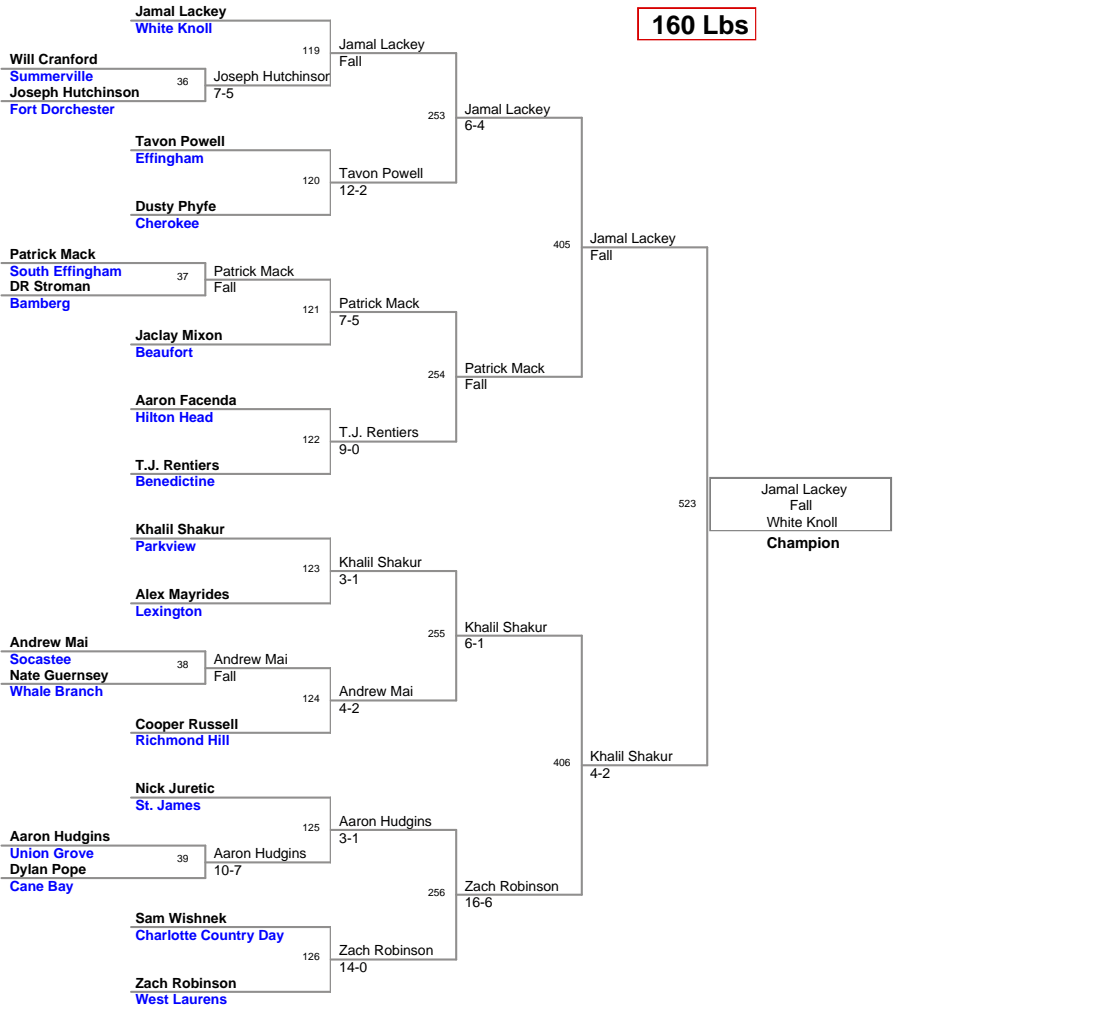 Jamal Lackey
White Knoll
160 Lbs
119
Jamal Lackey
Fall
Will Cranford
Summerville
36
Joseph Hutchinson
Fort Dorchester
Joseph Hutchinson
7-5
253
Jamal Lackey
6-4
Tavon Powell
Effingham
120
Tavon Powell
12-2
Dusty Phyfe
Cherokee
405
Jamal Lackey
Fall
Patrick Mack
South Effingham
37
DR Stroman
Bamberg
Patrick Mack
Fall
121
Patrick Mack
7-5
Jaclay Mixon
Beaufort
254
Patrick Mack
Fall
Aaron Facenda
Hilton Head
122
T.J. Rentiers
9-0
T.J. Rentiers
Benedictine
523
Jamal Lackey
Fall
White Knoll
Champion
Khalil Shakur
Parkview
123
Khalil Shakur
3-1
Alex Mayrides
Lexington
255
Khalil Shakur
6-1
Andrew Mai
Socastee
38
Nate Guernsey
Whale Branch
Andrew Mai
Fall
124
Andrew Mai
4-2
Cooper Russell
Richmond Hill
406
Khalil Shakur
4-2
Nick Juretic
St. James
125
Aaron Hudgins
3-1
Aaron Hudgins
Union Grove
39
Dylan Pope
Cane Bay
Aaron Hudgins
10-7
256
Zach Robinson
16-6
Sam Wishnek
Charlotte Country Day
126
Zach Robinson
14-0
Zach Robinson
West Laurens